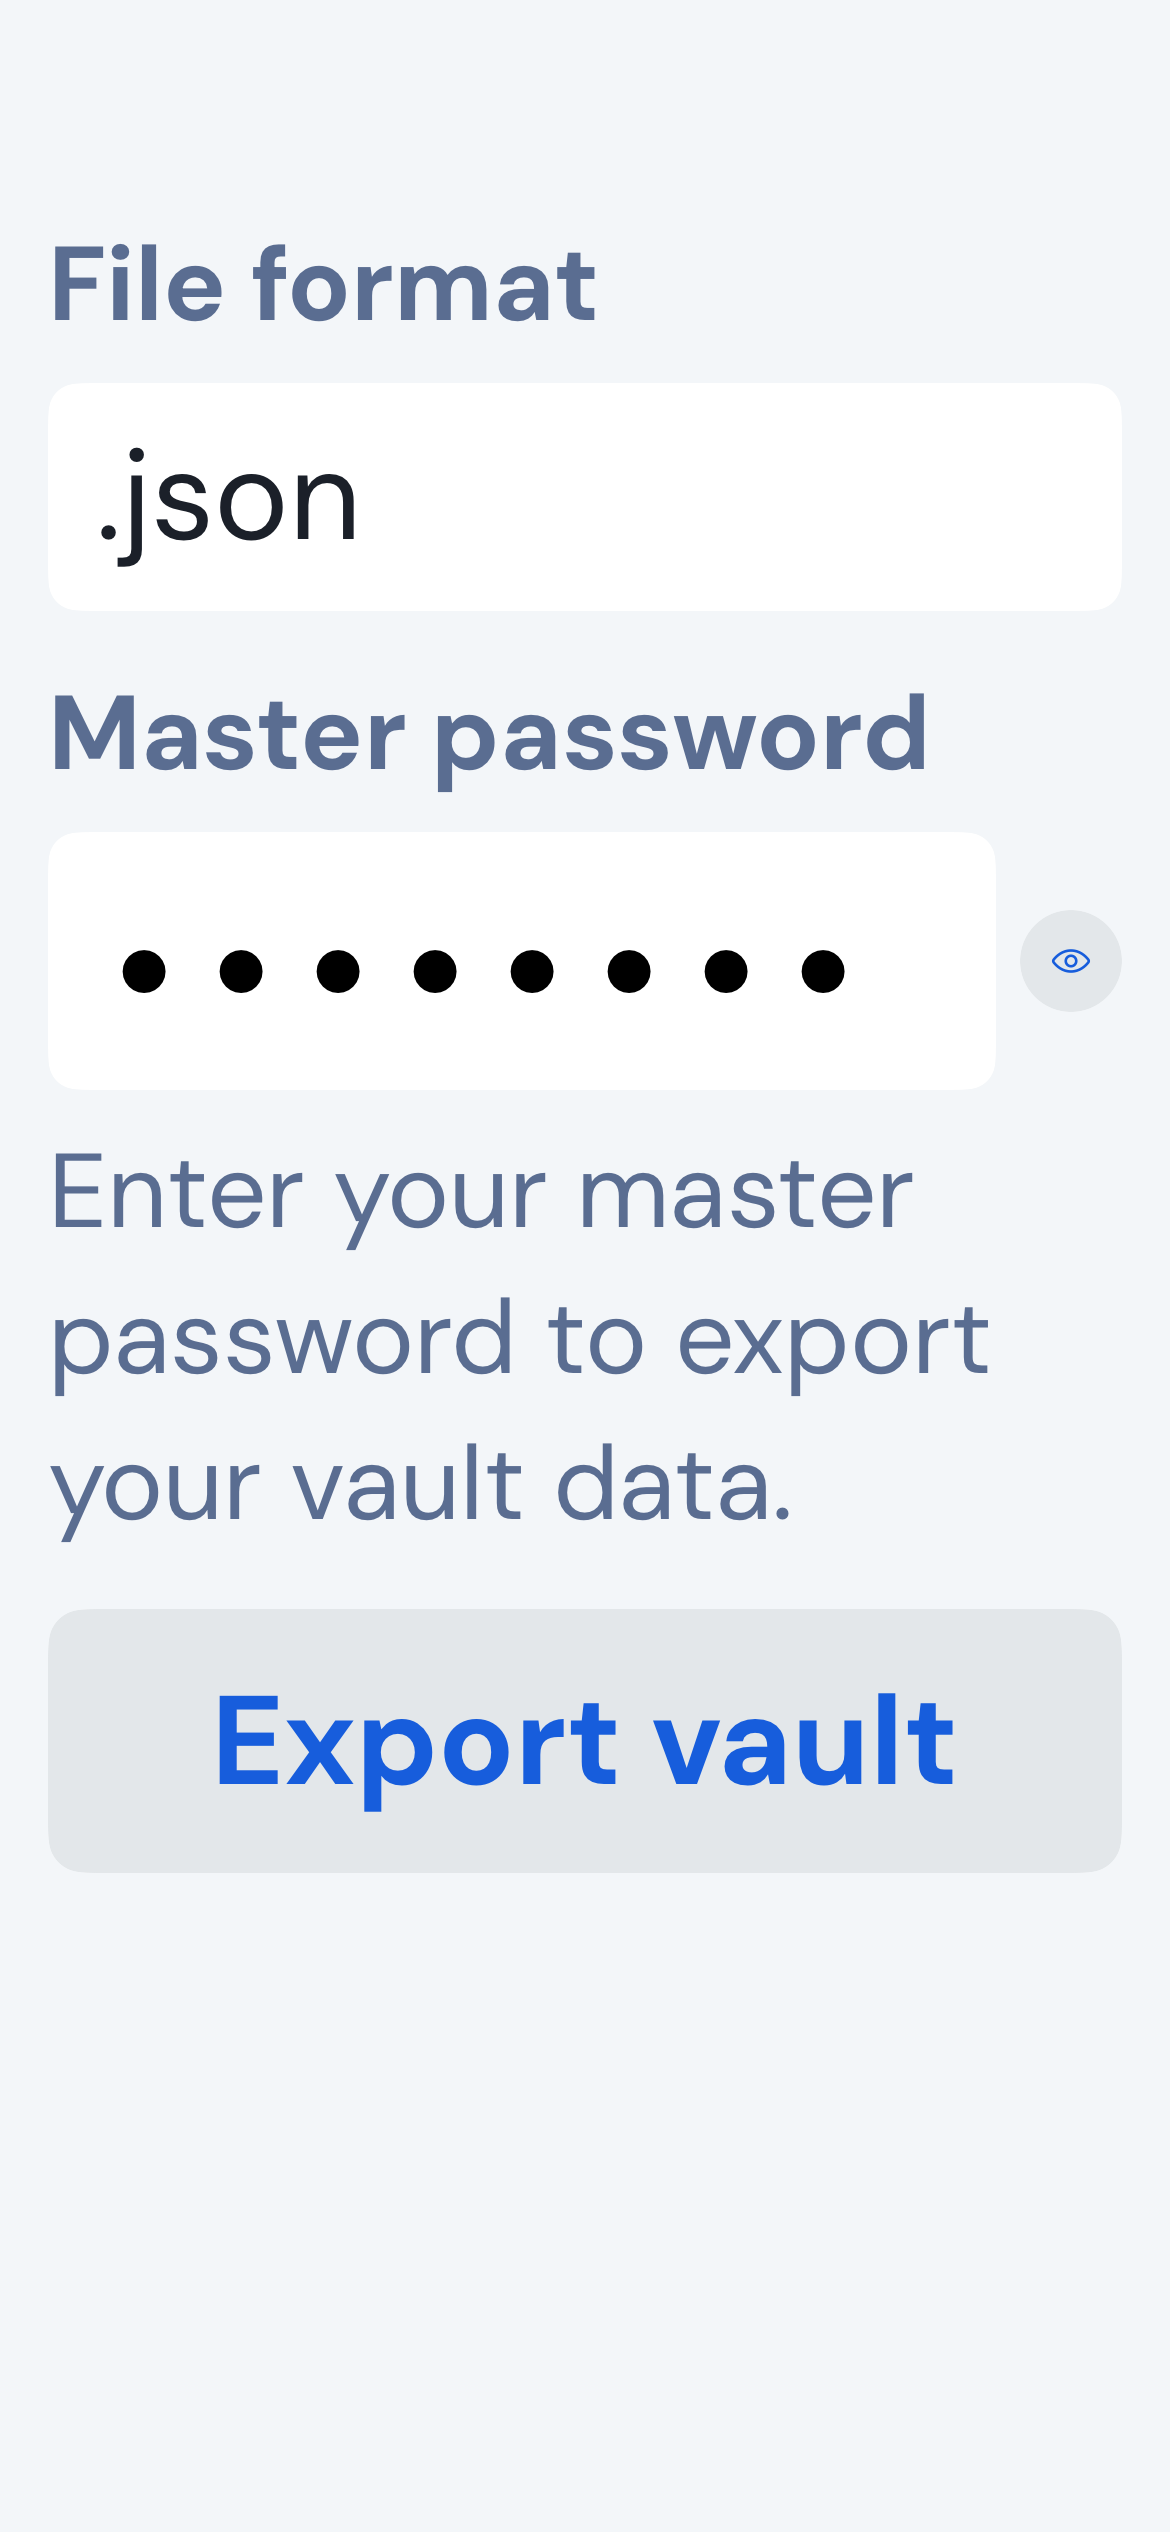 File format
.json
Master password
Enter your master
password to export
your vault data.
Export vault